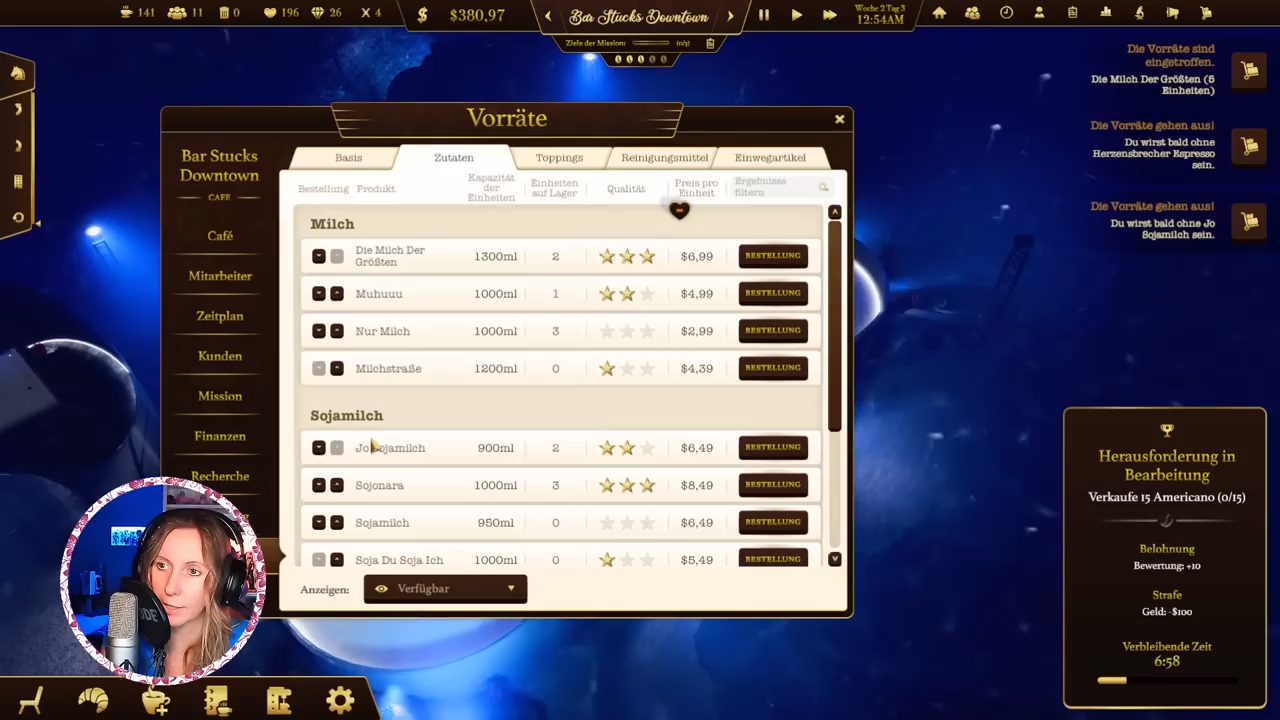 141
11
0
196
26
4
$
$380,97
Bar Stucks Downtown
Woche 2 Tag 3
12:54AM
Ziele der Mission:
(0/3)
Die Vorräte sind
eingetroffen.
Die Milch Der Größten (5
Einheiten)
Die Vorräte gehen aus!
Du wirst bald ohne
Herzensbrecher Espresso
sein.
Die Vorräte gehen aus!
Du wirst bald ohne Jo
Sojamilch sein.
Vorräte
Bar Stucks
Downtown
CAFE
Café
Mitarbeiter
Zeitplan
Kunden
Mission
Finanzen
Recherche
Basis
Zutaten
Toppings
Reinigungsmittel
Einwegartikel
Bestellung
Produkt
Kapazität
der
Einheiten
Einheiten
auf Lager
Qualität
Preis pro
Einheit
Ergebnisse
filtern
Milch
Die Milch Der
Größten
1300ml
2
$6,99
BESTELLUNG
Muhuuu
1000ml
1
$4,99
BESTELLUNG
Nur Milch
1000ml
3
$2,99
BESTELLUNG
Milchstraße
1200ml
0
$4,39
BESTELLUNG
Sojamilch
Jo Sojamilch
900ml
2
$6,49
BESTELLUNG
Sojonara
1000ml
3
$8,49
BESTELLUNG
Sojamilch
950ml
0
$6,49
BESTELLUNG
Soja Du Soja Ich
1000ml
0
$5,49
BESTELLUNG
Anzeigen:
Verfügbar
Herausforderung in
Bearbeitung
Verkaufe 15 Americano (0/15)
Belohnung
Bewertung: +10
Strafe
Geld: -$100
Verbleibende Zeit
6:58